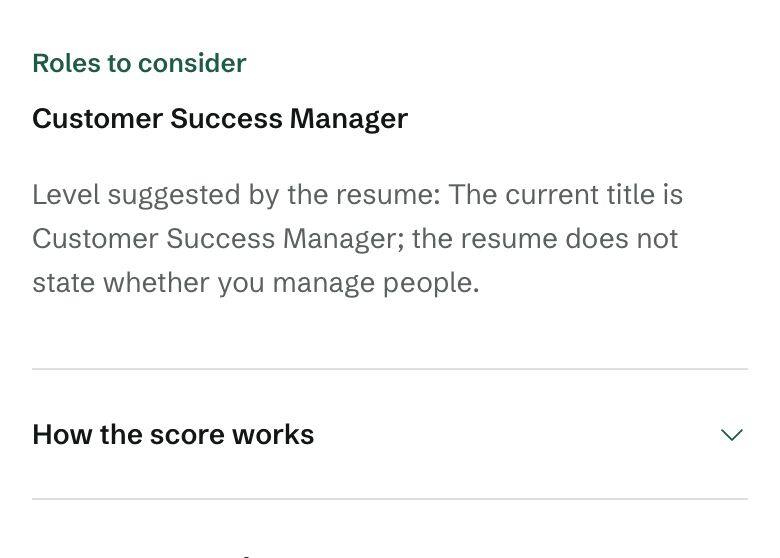 Roles to consider
Customer Success Manager
Level suggested by the resume: The current title is
Customer Success Manager; the resume does not
state whether you manage people.
How the score works